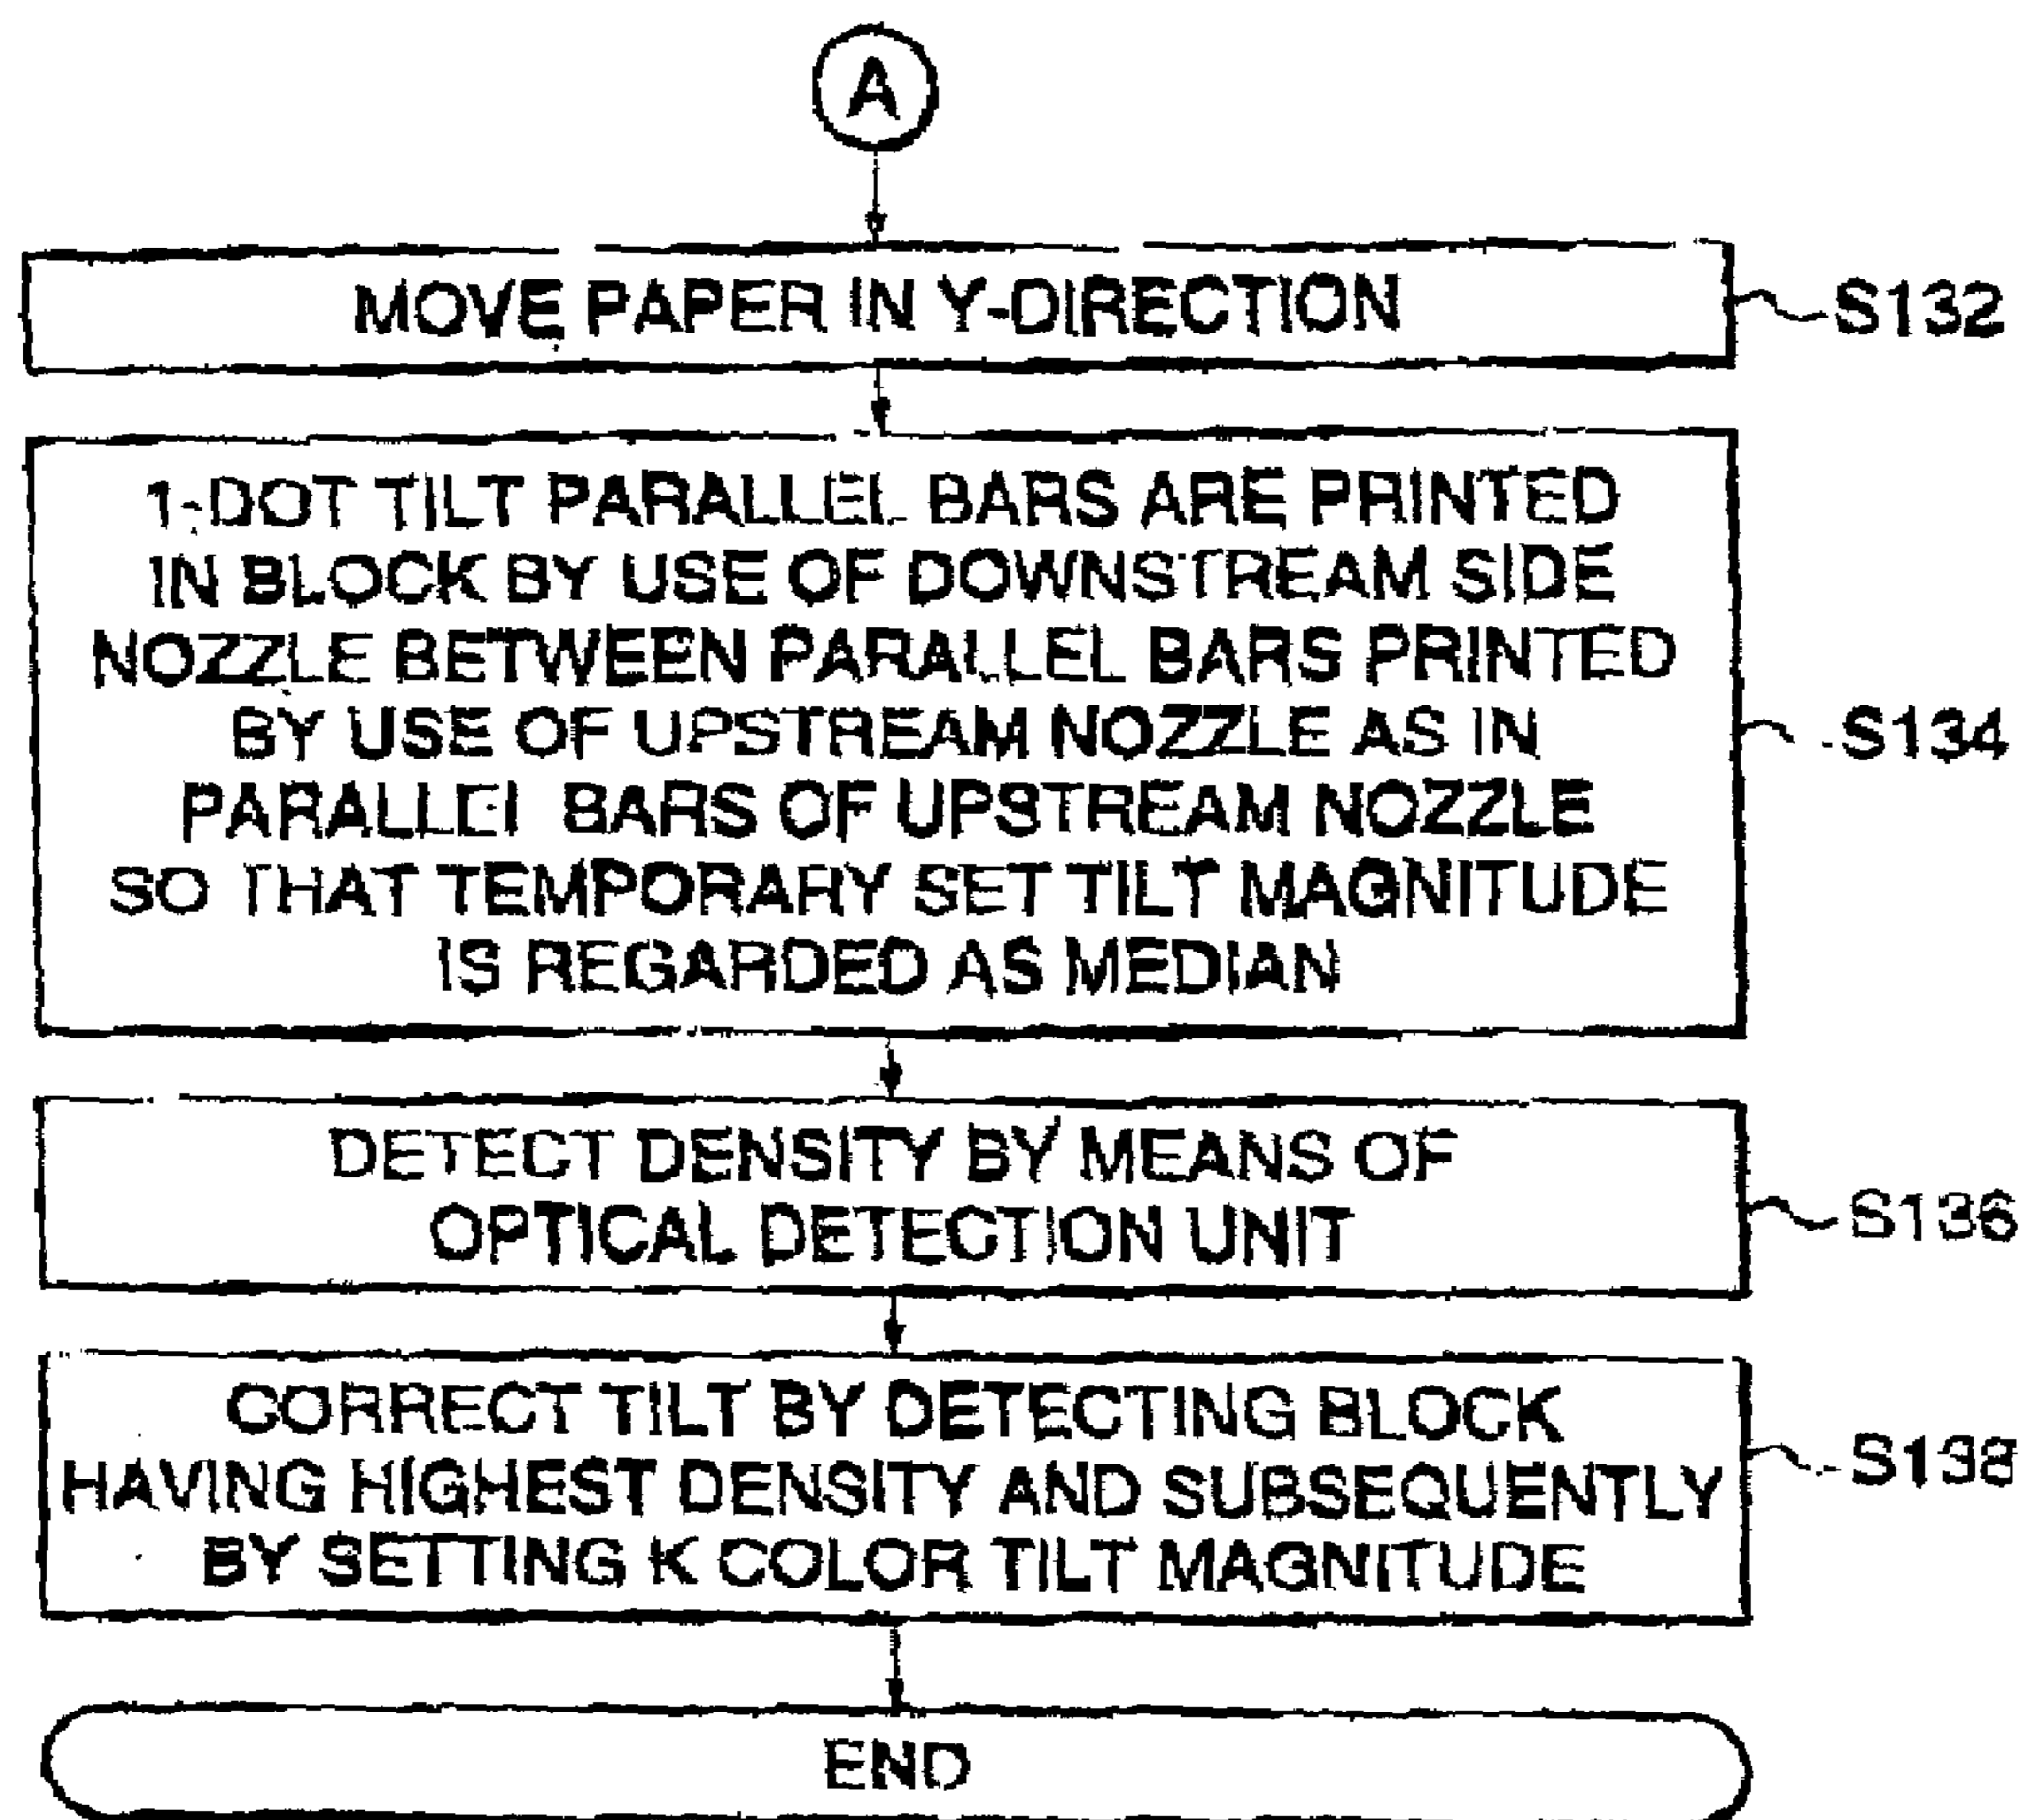 A
MOVE PAPER IN Y-DIRECTION
S132
1-DOT TILT PARALLEL BARS ARE PRINTED
IN BLOCK BY USE OF DOWNSTREAM SIDE
NOZZLE BETWEEN PARALLEL BARS PRINTED
BY USE OF UPSTREAM NOZZLE AS IN
PARALLEL BARS OF UPSTREAM NOZZLE
SO THAT TEMPORARY SET TILT MAGNITUDE
IS REGARDED AS MEDIAN
S134
DETECT DENSITY BY MEANS OF
OPTICAL DETECTION UNIT
S136
CORRECT TILT BY DETECTING BLOCK
HAVING HIGHEST DENSITY AND SUBSEQUENTLY
BY SETTING K COLOR TILT MAGNITUDE
S138
END